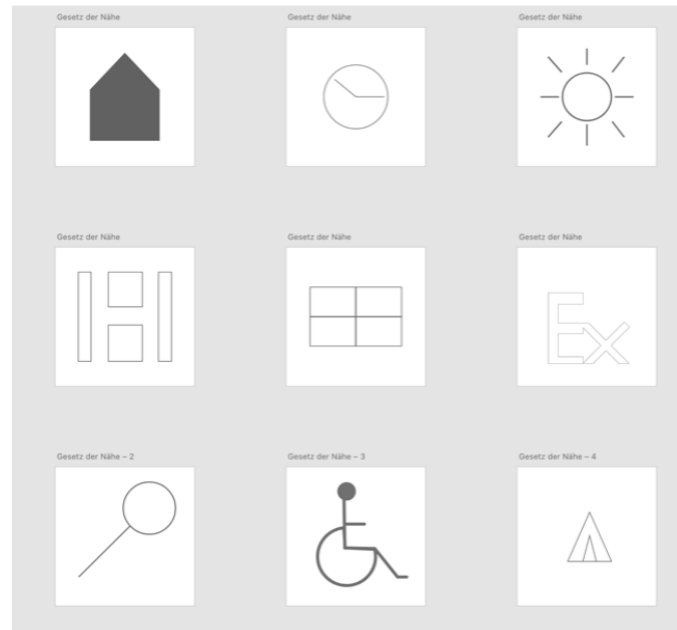 Gesetz der Nähe
Gesetz der Nähe
Gesetz der Nähe
Gesetz der Nähe
Gesetz der Nähe
Gesetz der Nähe
Ex
Gesetz der Nähe – 2
Gesetz der Nähe – 3
Gesetz der Nähe – 4